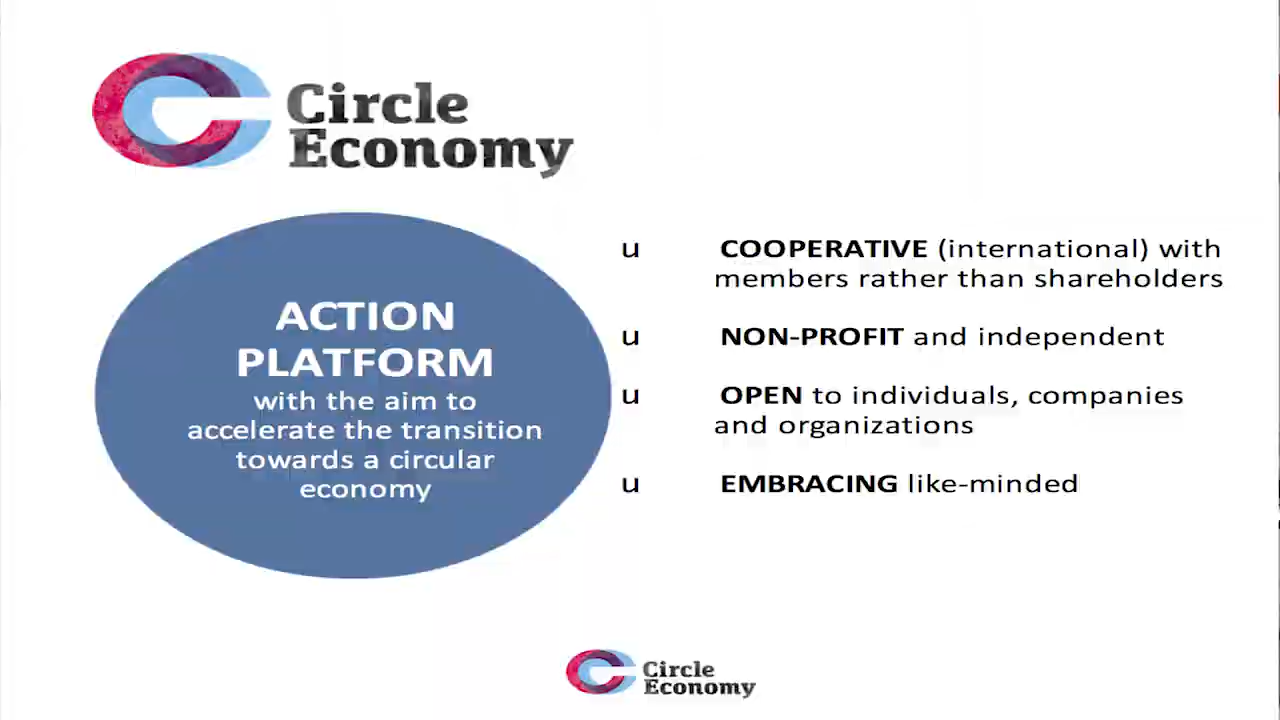 Circle
Economy
ACTION
PLATFORM
with the aim to
accelerate the transition
towards a circular
economy
u COOPERATIVE (international) with
members rather than shareholders
u NON-PROFIT and independent
u OPEN to individuals, companies
and organizations
u EMBRACING like-minded
Circle
Economy